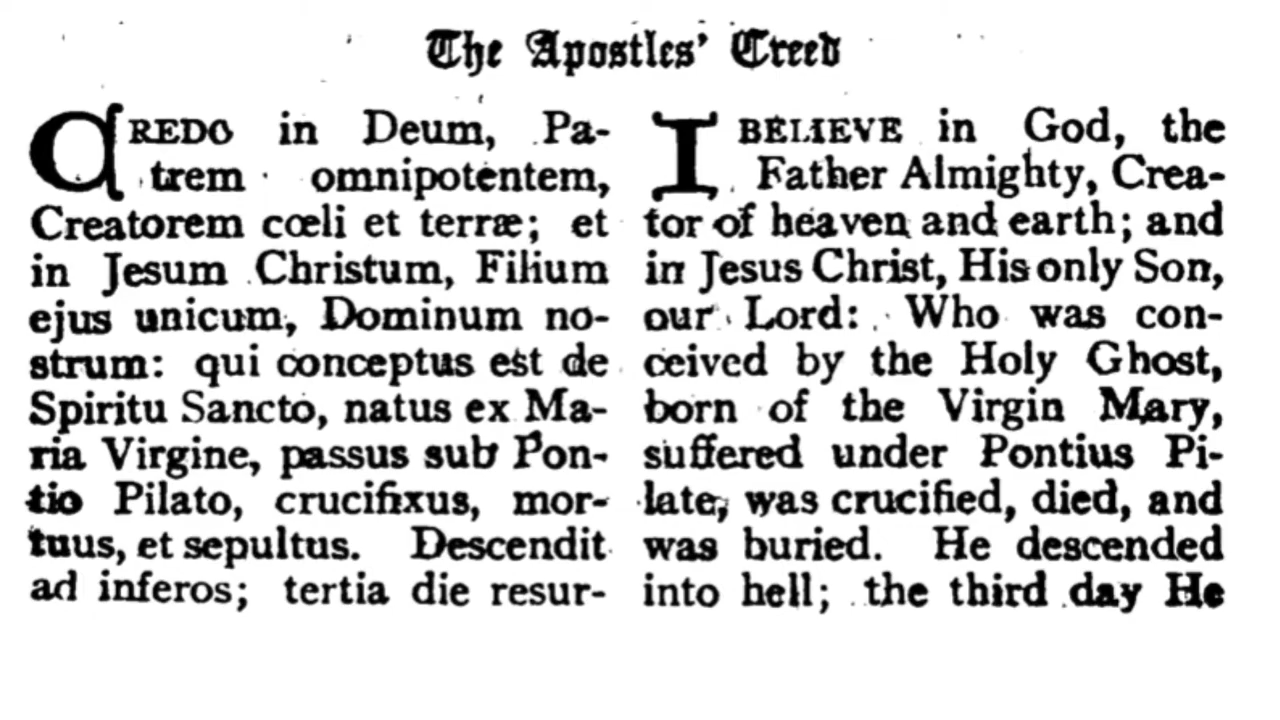 The Apostles' Creed
CREDO in Deum, Pa-
trem omnipotentem,
Creatorem cœli et terræ; et
in Jesum Christum, Filium
ejus unicum, Dominum no-
strum: qui conceptus est de
Spiritu Sancto, natus ex Ma-
ria Virgine, passus sub Pon-
tio Pilato, crucifixus, mor-
tuus, et sepultus. Descendit
ad inferos; tertia die resur-
I BELIEVE in God, the
Father Almighty, Crea-
tor of heaven and earth; and
in Jesus Christ, His only Son,
our Lord: Who was con-
ceived by the Holy Ghost,
born of the Virgin Mary,
suffered under Pontius Pi-
late, was crucified, died, and
was buried. He descended
into hell; the third day He